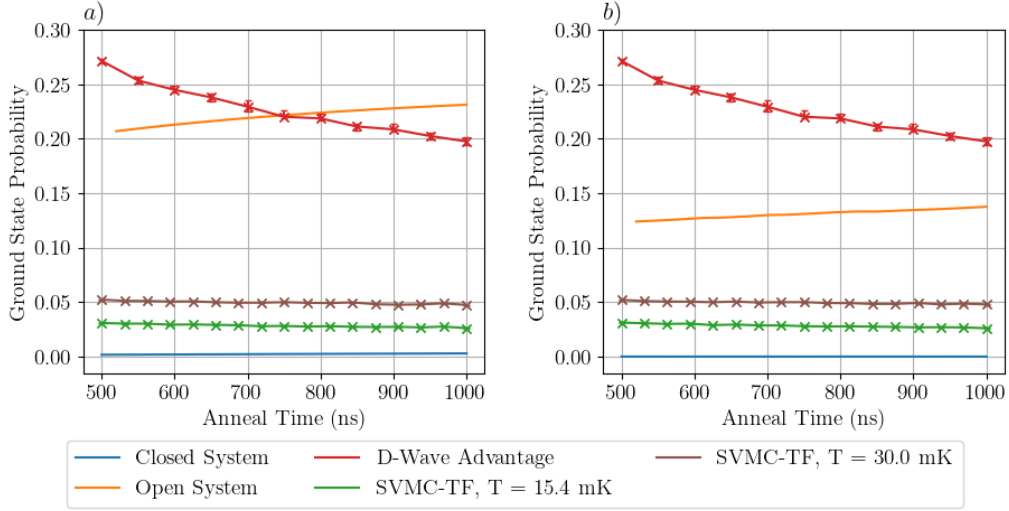 a)
0.30
0.25
0.20
0.15
0.10
0.05
0.00
Ground State Probability
500 600 700 800 900 1000
Anneal Time (ns)
b)
0.30
0.25
0.20
0.15
0.10
0.05
0.00
Ground State Probability
500 600 700 800 900 1000
Anneal Time (ns)
Closed System
Open System
D-Wave Advantage
SVMC-TF, T = 15.4 mK
SVMC-TF, T = 30.0 mK